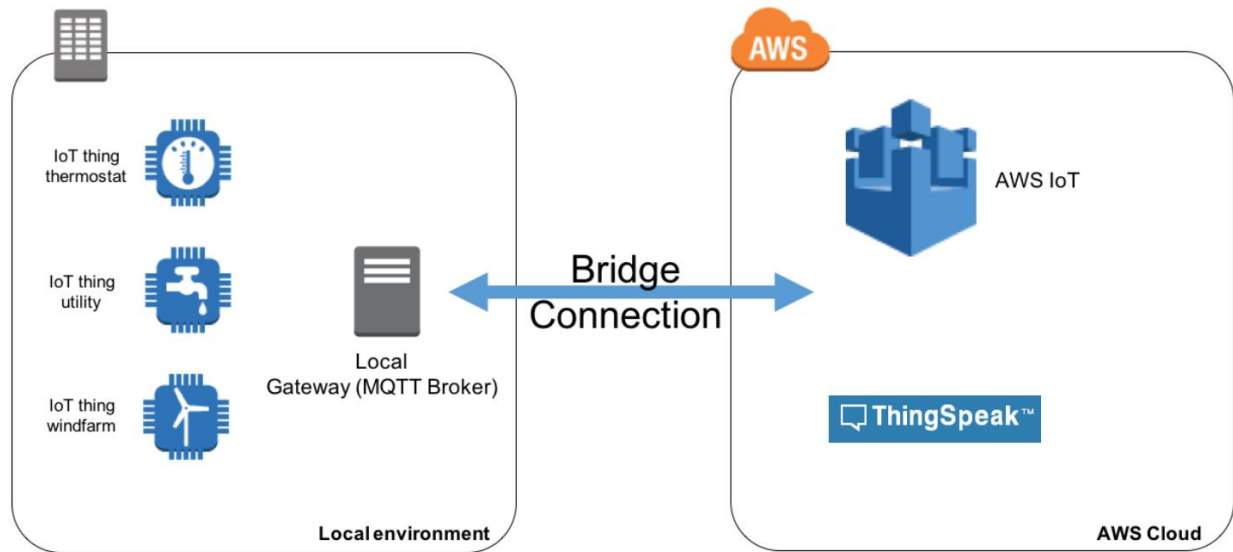 AWS
IoT thing
thermostat
AWS IoT
IoT thing
utility
Bridge
Connection
Local
Gateway (MQTT Broker)
IoT thing
windfarm
ThingSpeak™
Local environment
AWS Cloud